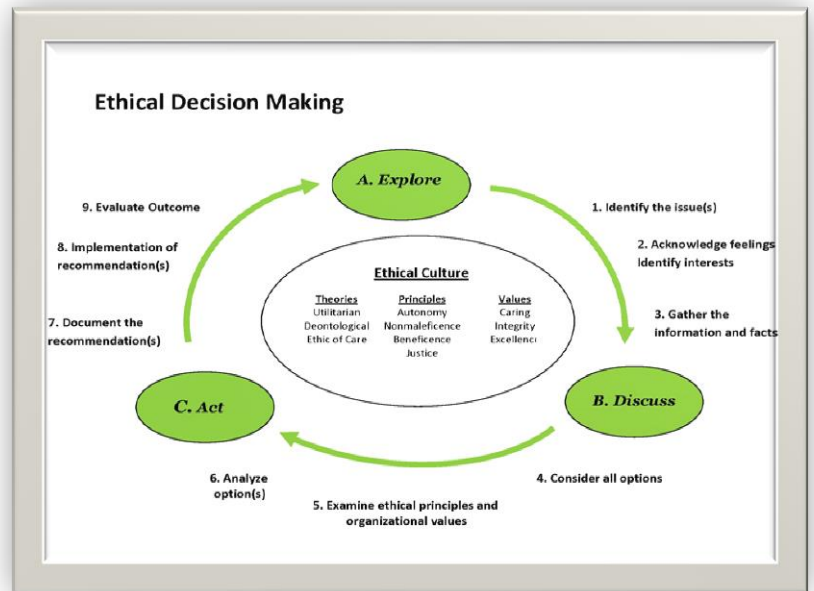 Ethical Decision Making
A. Explore
9. Evaluate Outcome
1. Identify the issue(s)
8. Implementation of
recommendation(s)
2. Acknowledge feelings
Identify interests
Ethical Culture
Theories Principles Values
Utilitarian Autonomy Caring
Deontological Nonmaleficence Integrity
Ethic of Care Beneficence Excellenc
Justice
7. Document the
recommendation(s)
3. Gather the
information and facts
C. Act
B. Discuss
6. Analyze
option(s)
4. Consider all options
5. Examine ethical principles and
organizational values